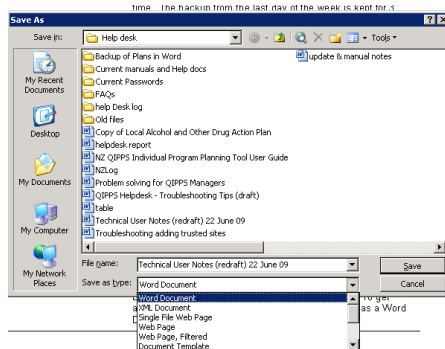 time. The backup from the last day of the week is kept for 3
Save As
Save in:
Help desk
Tools
My Recent
Documents
Desktop
My Documents
My Computer
My Network
Places
Backup of Plans in Word
Current manuals and Help docs
Current Passwords
FAQs
help Desk log
Old files
Copy of Local Alcohol and Other Drug Action Plan
helpdesk report
NZ QIPPS Individual Program Planning Tool User Guide
NZLog
Problem solving for QIPPS Managers
QIPPS Helpdesk - Troubleshooting Tips (draft)
table
Technical User Notes (redraft) 22 June 09
Troubleshooting adding trusted sites
update & manual notes
File name:
Technical User Notes (redraft) 22 June 09
Save
Save as type:
Word Document
Cancel
Word Document
XML Document
Single File Web Page
Web Page
Web Page, Filtered
Document Template
To get
as a Word